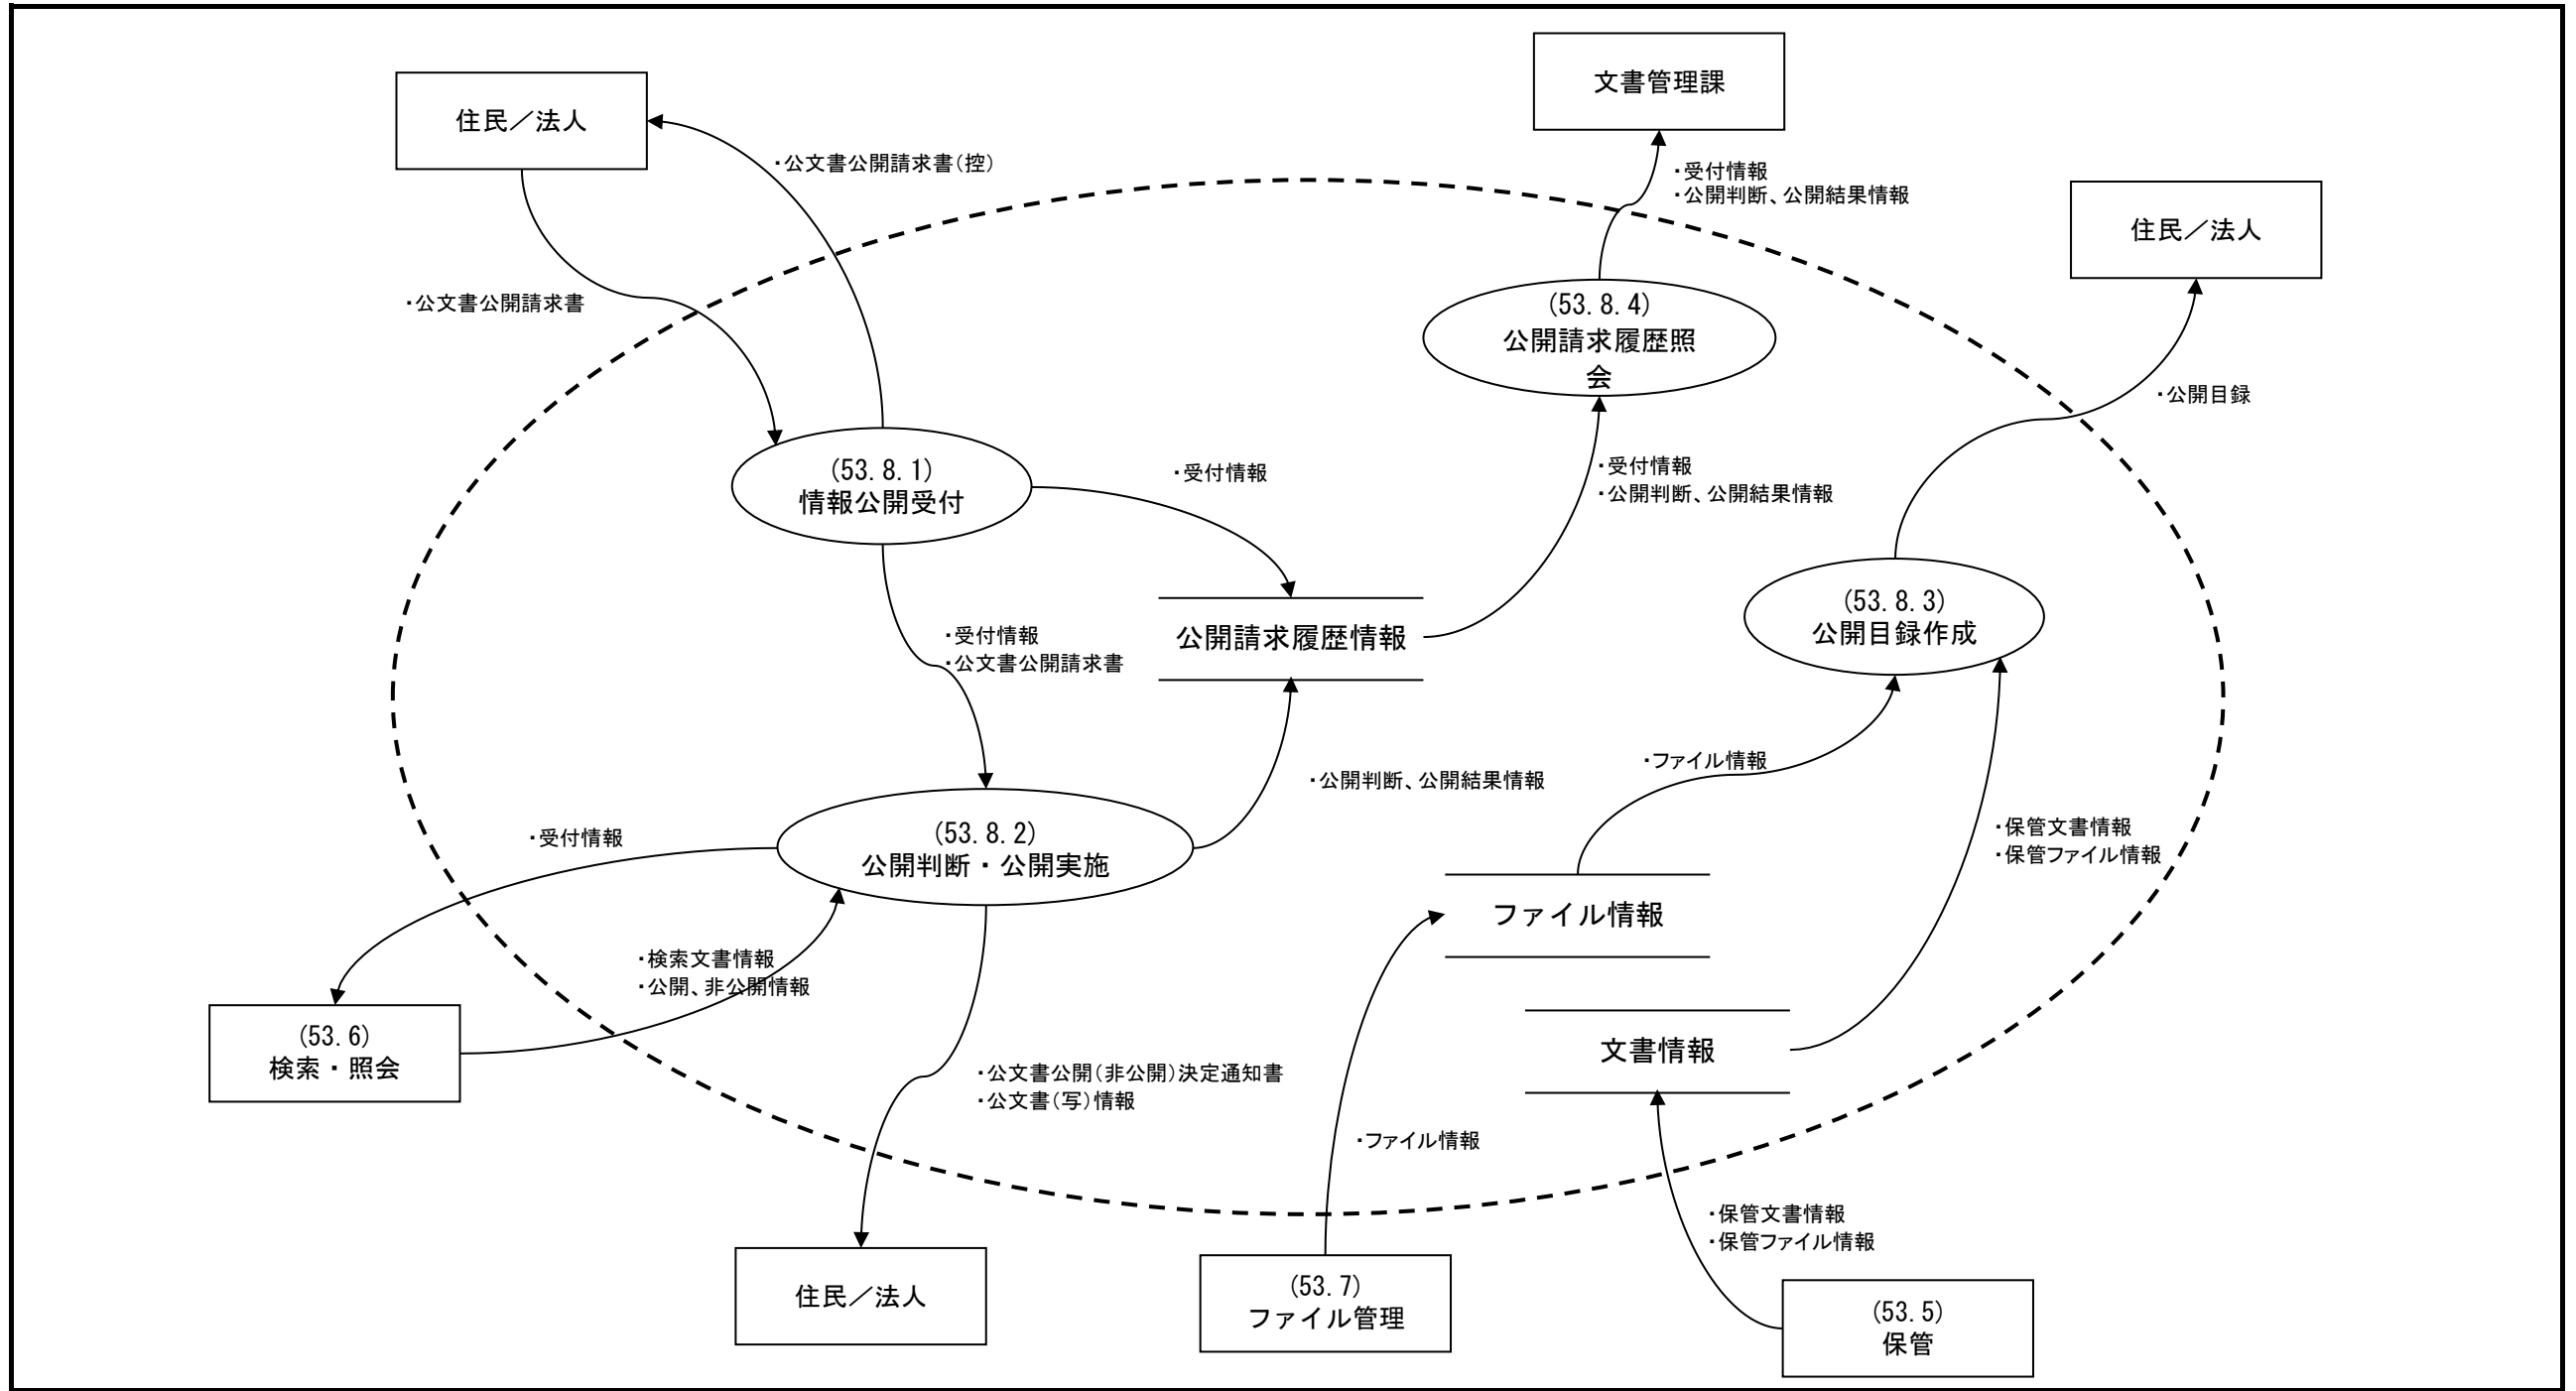 文書管理課
住民／法人
・公文書公開請求書（控）
・受付情報
・公開判断、公開結果情報
住民／法人
・公文書公開請求書
(53.8.4)
公開請求履歴照
会
・公開目録
(53.8.1)
情報公開受付
・受付情報
・受付情報
・公開判断、公開結果情報
(53.8.3)
公開目録作成
・受付情報
・公文書公開請求書
公開請求履歴情報
・ファイル情報
・公開判断、公開結果情報
・受付情報
(53.8.2)
公開判断・公開実施
・保管文書情報
・保管ファイル情報
ファイル情報
・検索文書情報
・公開、非公開情報
(53.6)
検索・照会
文書情報
・公文書公開（非公開）決定通知書
・公文書（写）情報
・ファイル情報
・保管文書情報
・保管ファイル情報
住民／法人
(53.7)
ファイル管理
(53.5)
保管